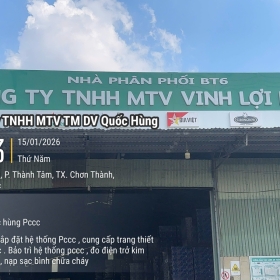 NHÀ PHÂN PHỐI BT6
G TY TNHH MTV VINH LỢI
TNHH MTV TM DV Quốc Hùng
BIA VIỆT
15/01/2026
Thứ Năm
, P. Thành Tâm, TX. Chơn Thành,
c hùng Pccc
ắp đặt hệ thống Pccc , cung cấp trang thiết
c . Bảo trì hệ thống pccc , đo điện trở kim
, nạp sạc bình chữa cháy